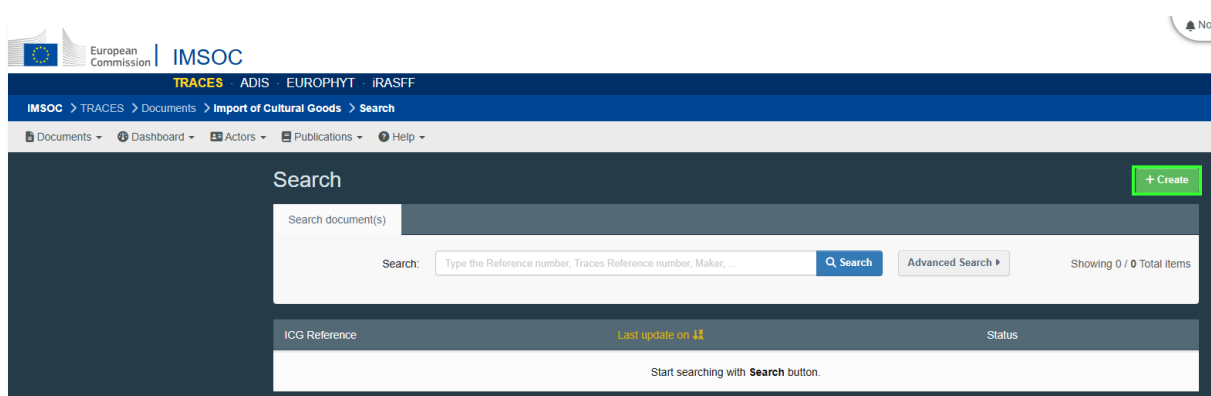 No
European
Commission
IMSOC
TRACES · ADIS · EUROPHYT · iRASFF
IMSOC > TRACES > Documents > Import of Cultural Goods > Search
Documents Dashboard Actors Publications Help
Search
+ Create
Search document(s)
Search: Type the Reference number, Traces Reference number, Maker, ... Search Advanced Search Showing 0 / 0 Total items
ICG Reference Last update on Status
Start searching with Search button.